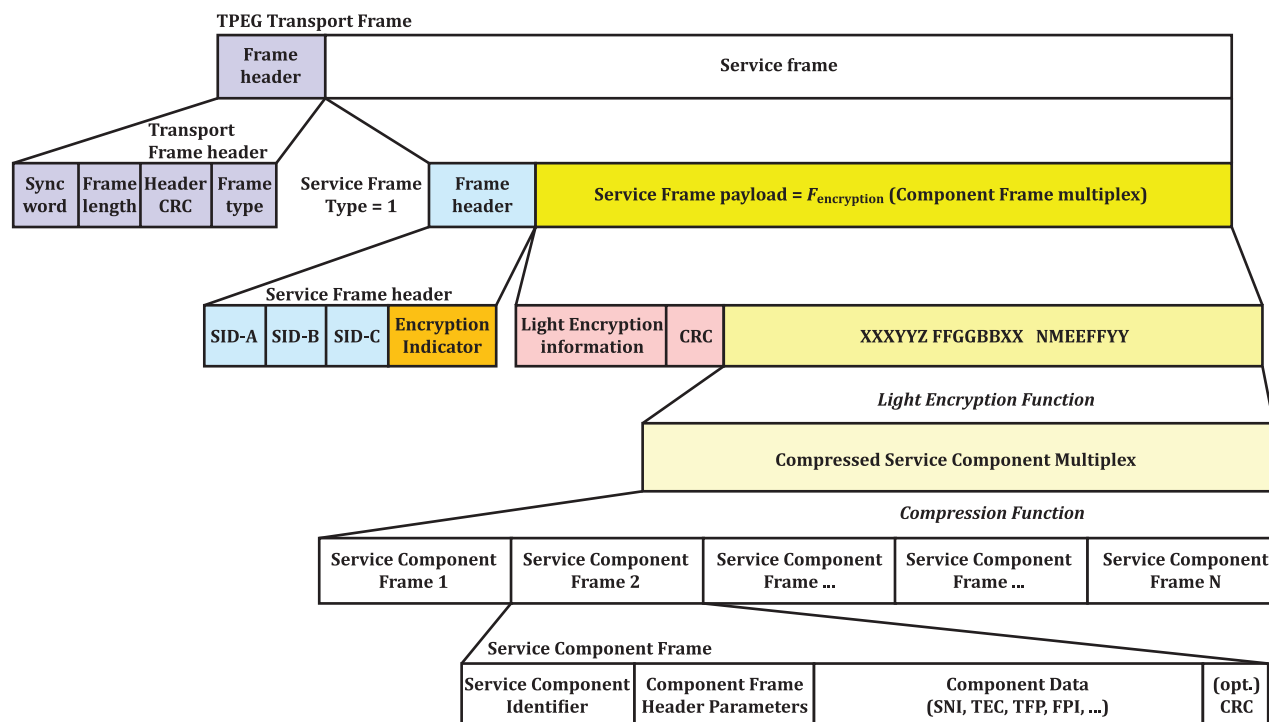 TPEG Transport Frame
Frame
header
Service frame
Transport
Frame header
Sync
word
Frame
length
Header
CRC
Frame
type
Service Frame
Type = 1
Frame
header
Service Frame payload = Fencryption (Component Frame multiplex)
Service Frame header
SID-A
SID-B
SID-C
Encryption
Indicator
Light Encryption
information
CRC
XXXYYZ FFGGBBXX NMEEFFYY
Light Encryption Function
Compressed Service Component Multiplex
Compression Function
Service Component
Frame 1
Service Component
Frame 2
Service Component
Frame ...
Service Component
Frame ...
Service Component
Frame N
Service Component Frame
Service Component
Identifier
Component Frame
Header Parameters
Component Data
(SNI, TEC, TFP, FPI, ...)
(opt.)
CRC